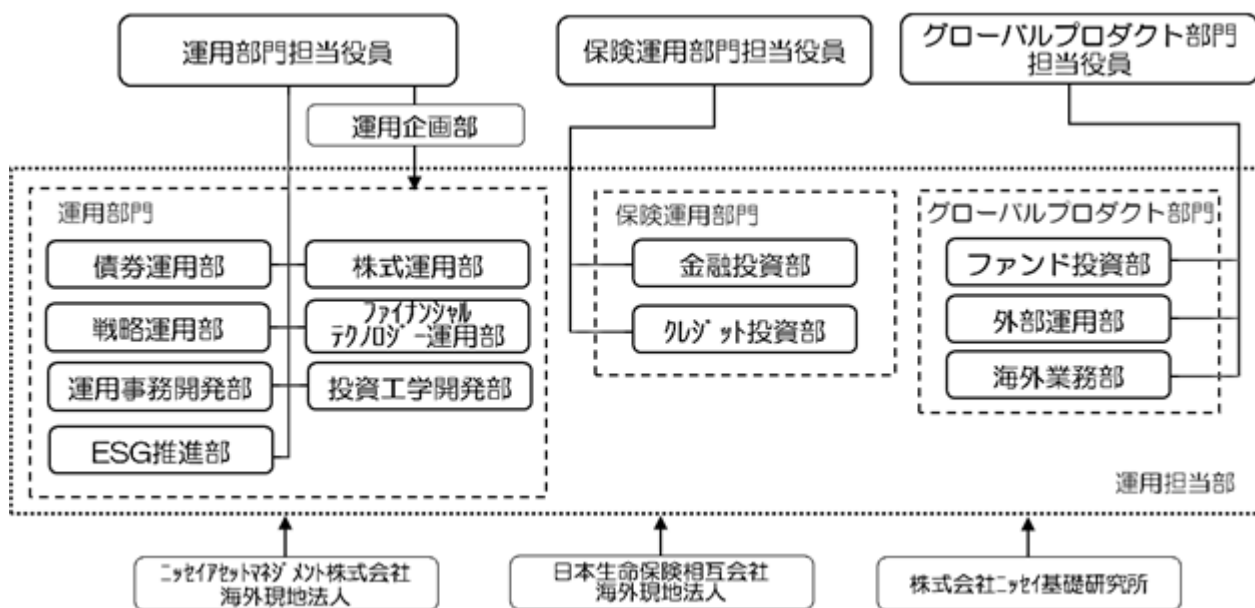 運用部門担当役員
保険運用部門担当役員
グローバルプロダクト部門
担当役員
運用企画部
運用部門
債券運用部
株式運用部
戦略運用部
ファイナンシャル
テクノロジー運用部
運用事務開発部
投資工学開発部
ESG推進部
保険運用部門
金融投資部
クレジット投資部
グローバルプロダクト部門
ファンド投資部
外部運用部
海外業務部
運用担当部
ニッセイアセットマネジメント株式会社
海外現地法人
日本生命保険相互会社
海外現地法人
株式会社ニッセイ基礎研究所